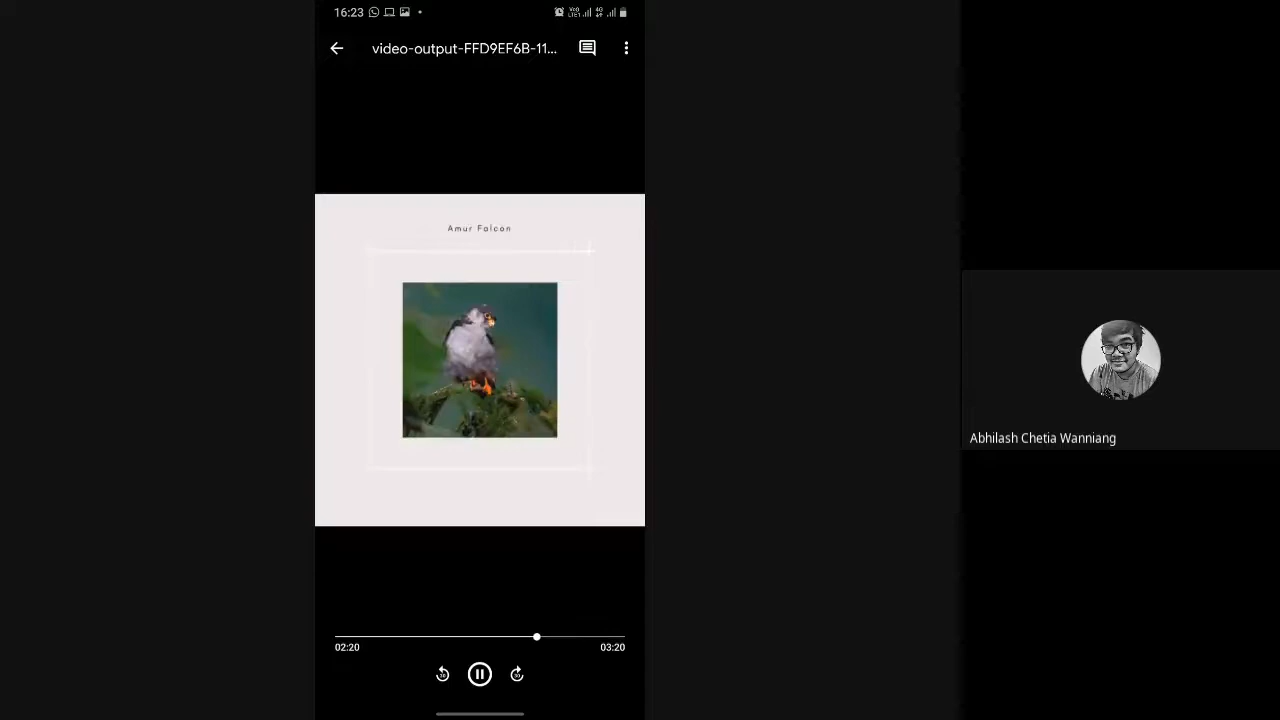 16:23
video-output-FFD9EF6B-11...
Amur Falcon
02:20
03:20
Abhilash Chetia Wanniang